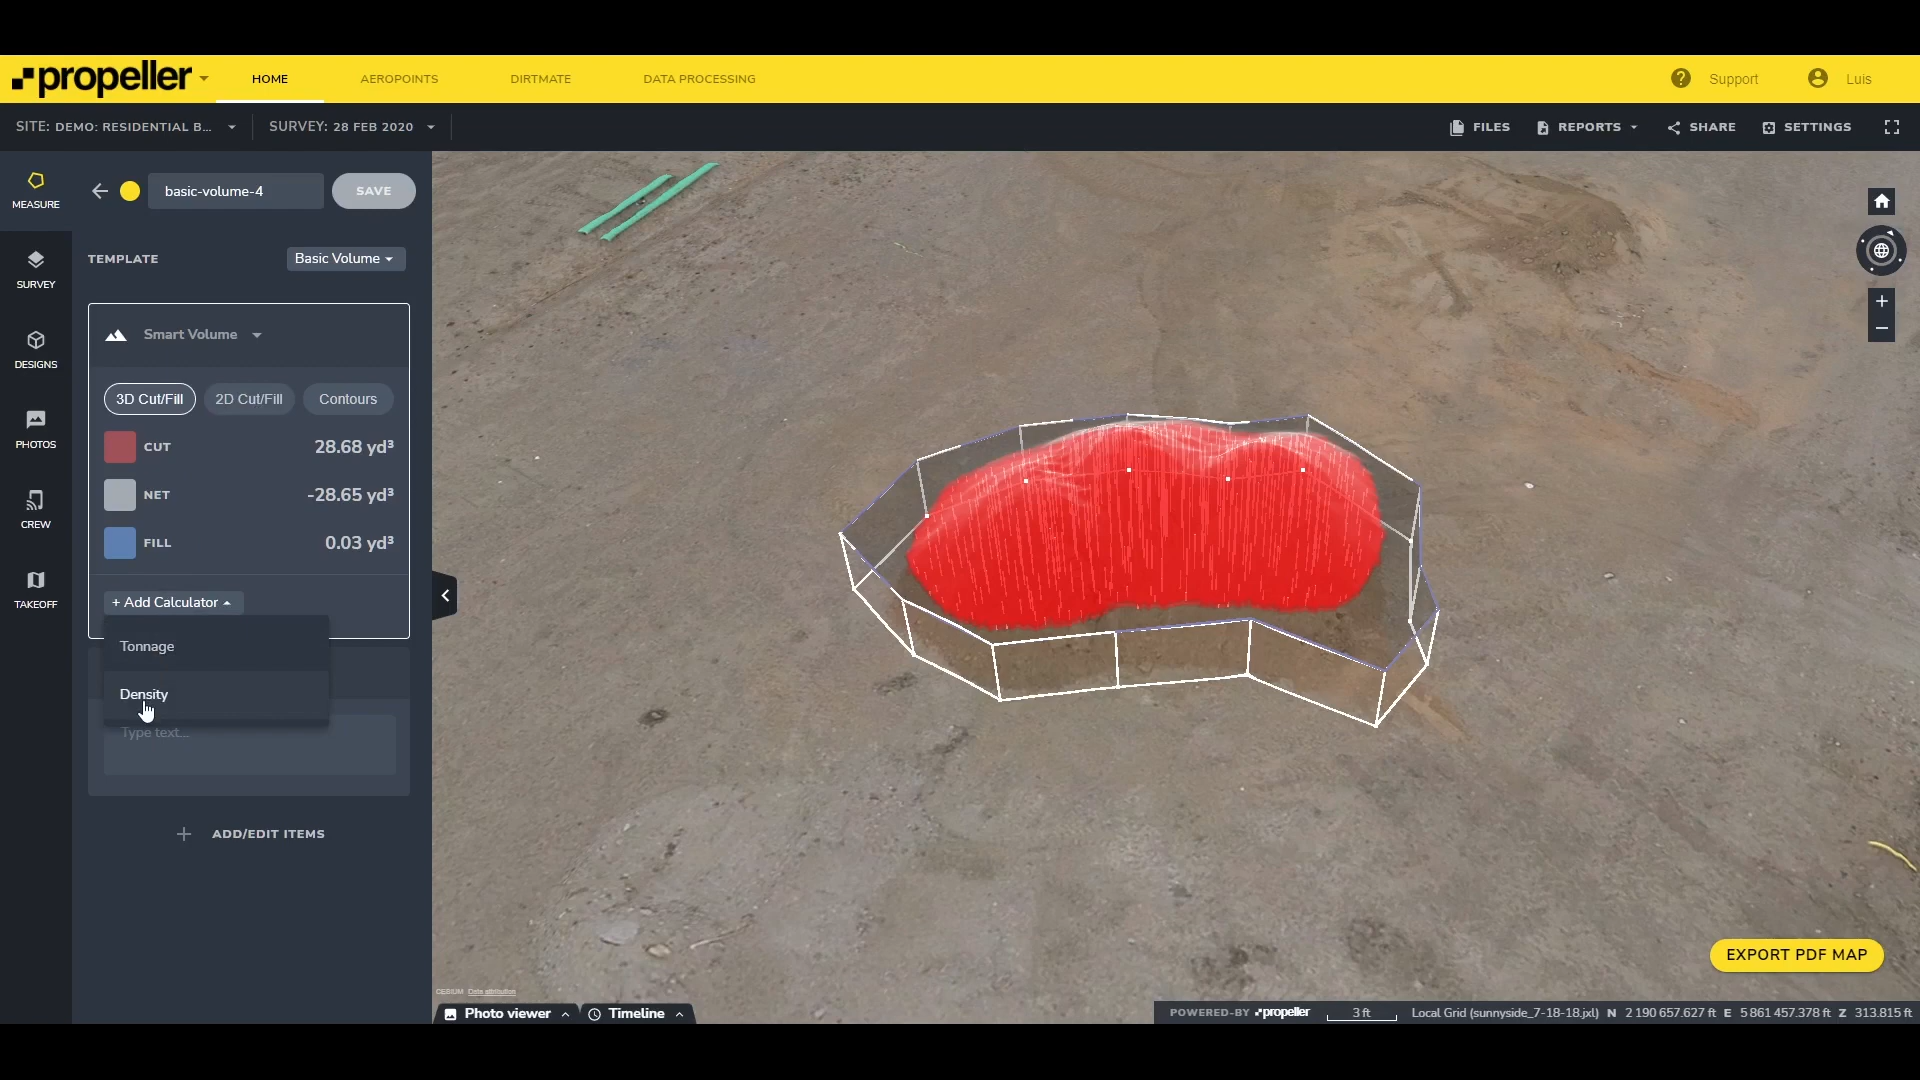 propeller HOME AEROPOINTS DIRTMATE DATA PROCESSING ? Support Luis
SITE: DEMO: RESIDENTIAL B... SURVEY: 28 FEB 2020 FILES REPORTS SHARE SETTINGS
MEASURE
SURVEY
DESIGNS
PHOTOS
CREW
TAKEOFF
basic-volume-4 SAVE
TEMPLATE Basic Volume
Smart Volume
3D Cut/Fill 2D Cut/Fill Contours
CUT 28.68 yd³
NET -28.65 yd³
FILL 0.03 yd³
+ Add Calculator
Tonnage
Density
Type text...
+ ADD/EDIT ITEMS
+
−
EXPORT PDF MAP
CESIUM Data attribution
Photo viewer Timeline
POWERED-BY propeller 3 ft Local Grid (sunnyside_7-18-18.jxl) N 2 190 657.627 ft E 5 861 457.378 ft Z 313.815 ft